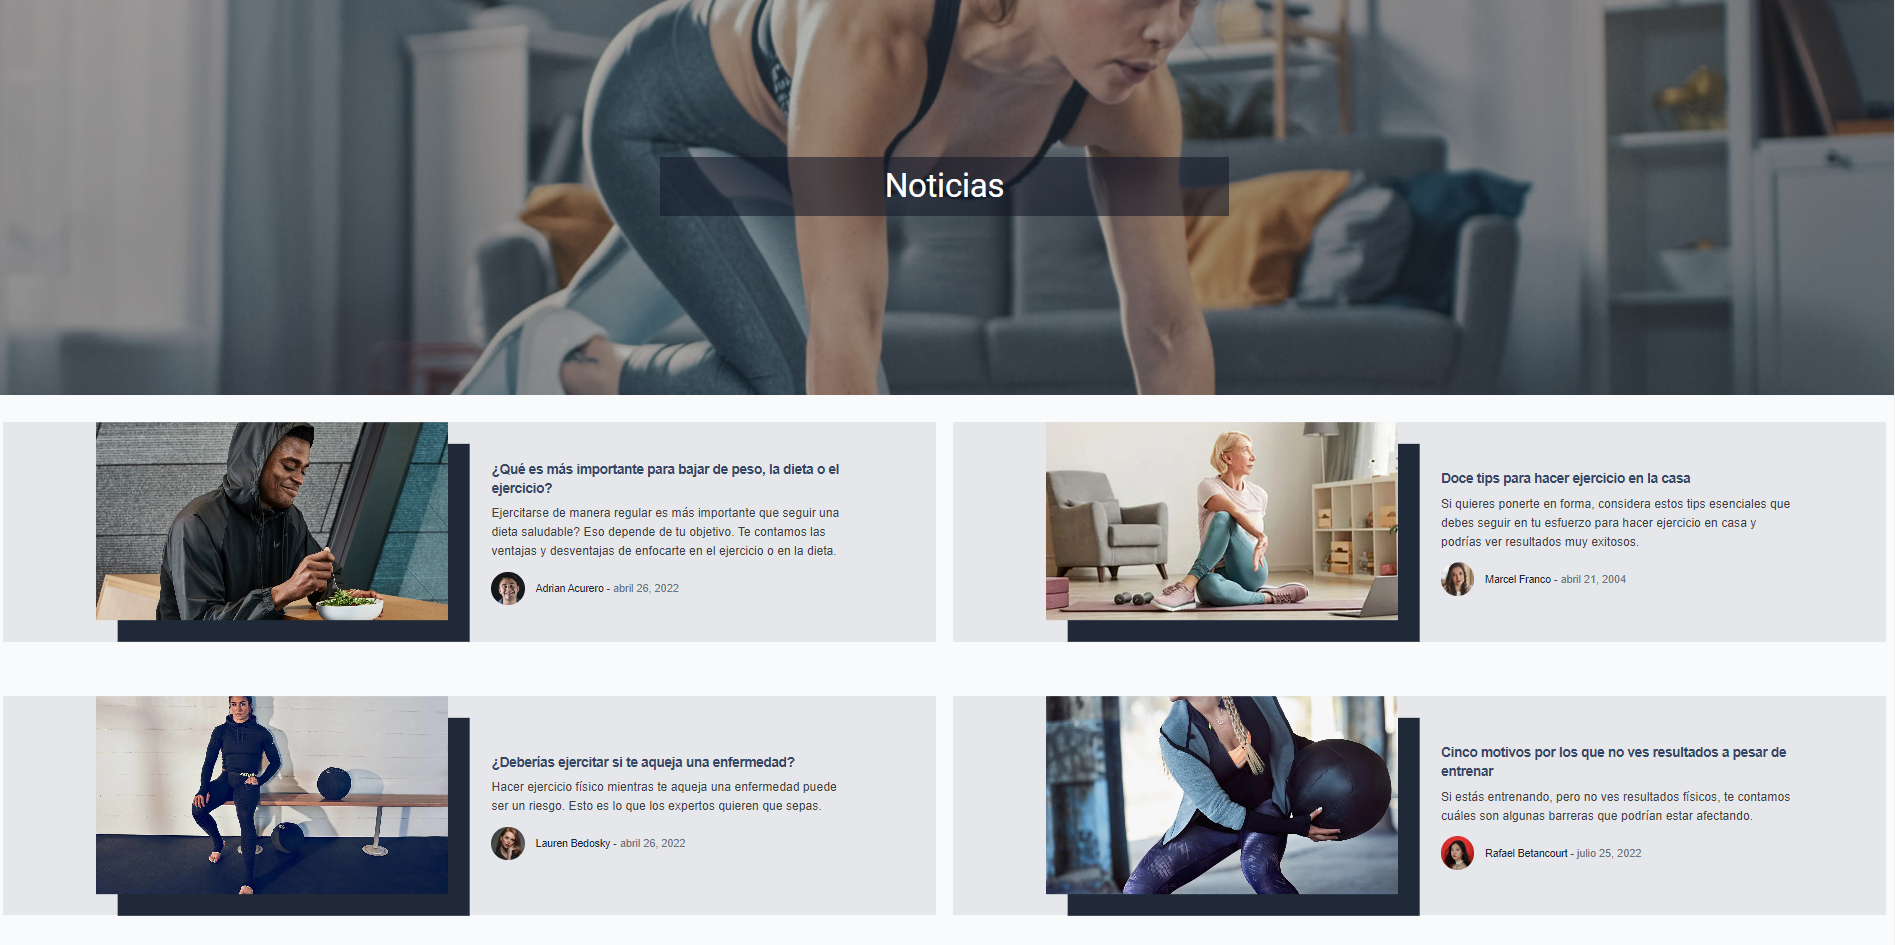 Noticias
¿Qué es más importante para bajar de peso, la dieta o el
ejercicio?
Ejercitarse de manera regular es más importante que seguir una
dieta saludable? Eso depende de tu objetivo. Te contamos las
ventajas y desventajas de enfocarte en el ejercicio o en la dieta.
Adrian Acurero - abril 26, 2022
Doce tips para hacer ejercicio en la casa
Si quieres ponerte en forma, considera estos tips esenciales que
debes seguir en tu esfuerzo para hacer ejercicio en casa y
podrías ver resultados muy exitosos.
Marcel Franco - abril 21, 2004
¿Deberías ejercitar si te aqueja una enfermedad?
Hacer ejercicio físico mientras te aqueja una enfermedad puede
ser un riesgo. Esto es lo que los expertos quieren que sepas.
Lauren Bedosky - abril 26, 2022
Cinco motivos por los que no ves resultados a pesar de
entrenar
Si estás entrenando, pero no ves resultados físicos, te contamos
cuáles son algunas barreras que podrían estar afectando.
Rafael Betancourt - julio 25, 2022